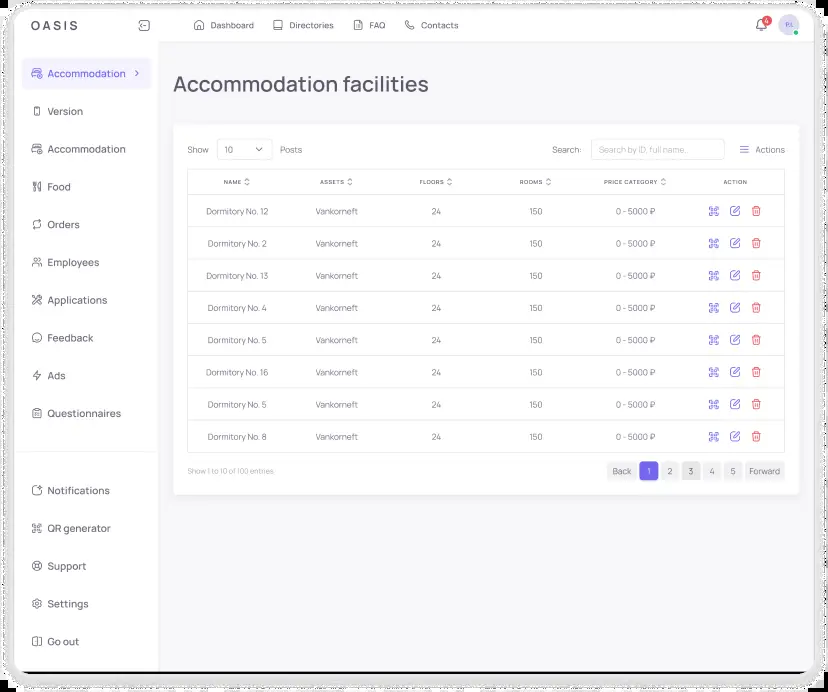 OASIS
Dashboard Directories FAQ Contacts 4
Accommodation
Version
Accommodation
Food
Orders
Employees
Applications
Feedback
Ads
Questionnaires
Notifications
QR generator
Support
Settings
Go out
Accommodation facilities
Show 10 Posts Search: Search by ID, full name... Actions
NAME ASSETS FLOORS ROOMS PRICE CATEGORY ACTION
Dormitory No. 12 Vankorneft 24 150 0 - 5000 ₽
Dormitory No. 2 Vankorneft 24 150 0 - 5000 ₽
Dormitory No. 13 Vankorneft 24 150 0 - 5000 ₽
Dormitory No. 4 Vankorneft 24 150 0 - 5000 ₽
Dormitory No. 5 Vankorneft 24 150 0 - 5000 ₽
Dormitory No. 16 Vankorneft 24 150 0 - 5000 ₽
Dormitory No. 5 Vankorneft 24 150 0 - 5000 ₽
Dormitory No. 8 Vankorneft 24 150 0 - 5000 ₽
Show 1 to 10 of 100 entries Back 1 2 3 4 5 Forward